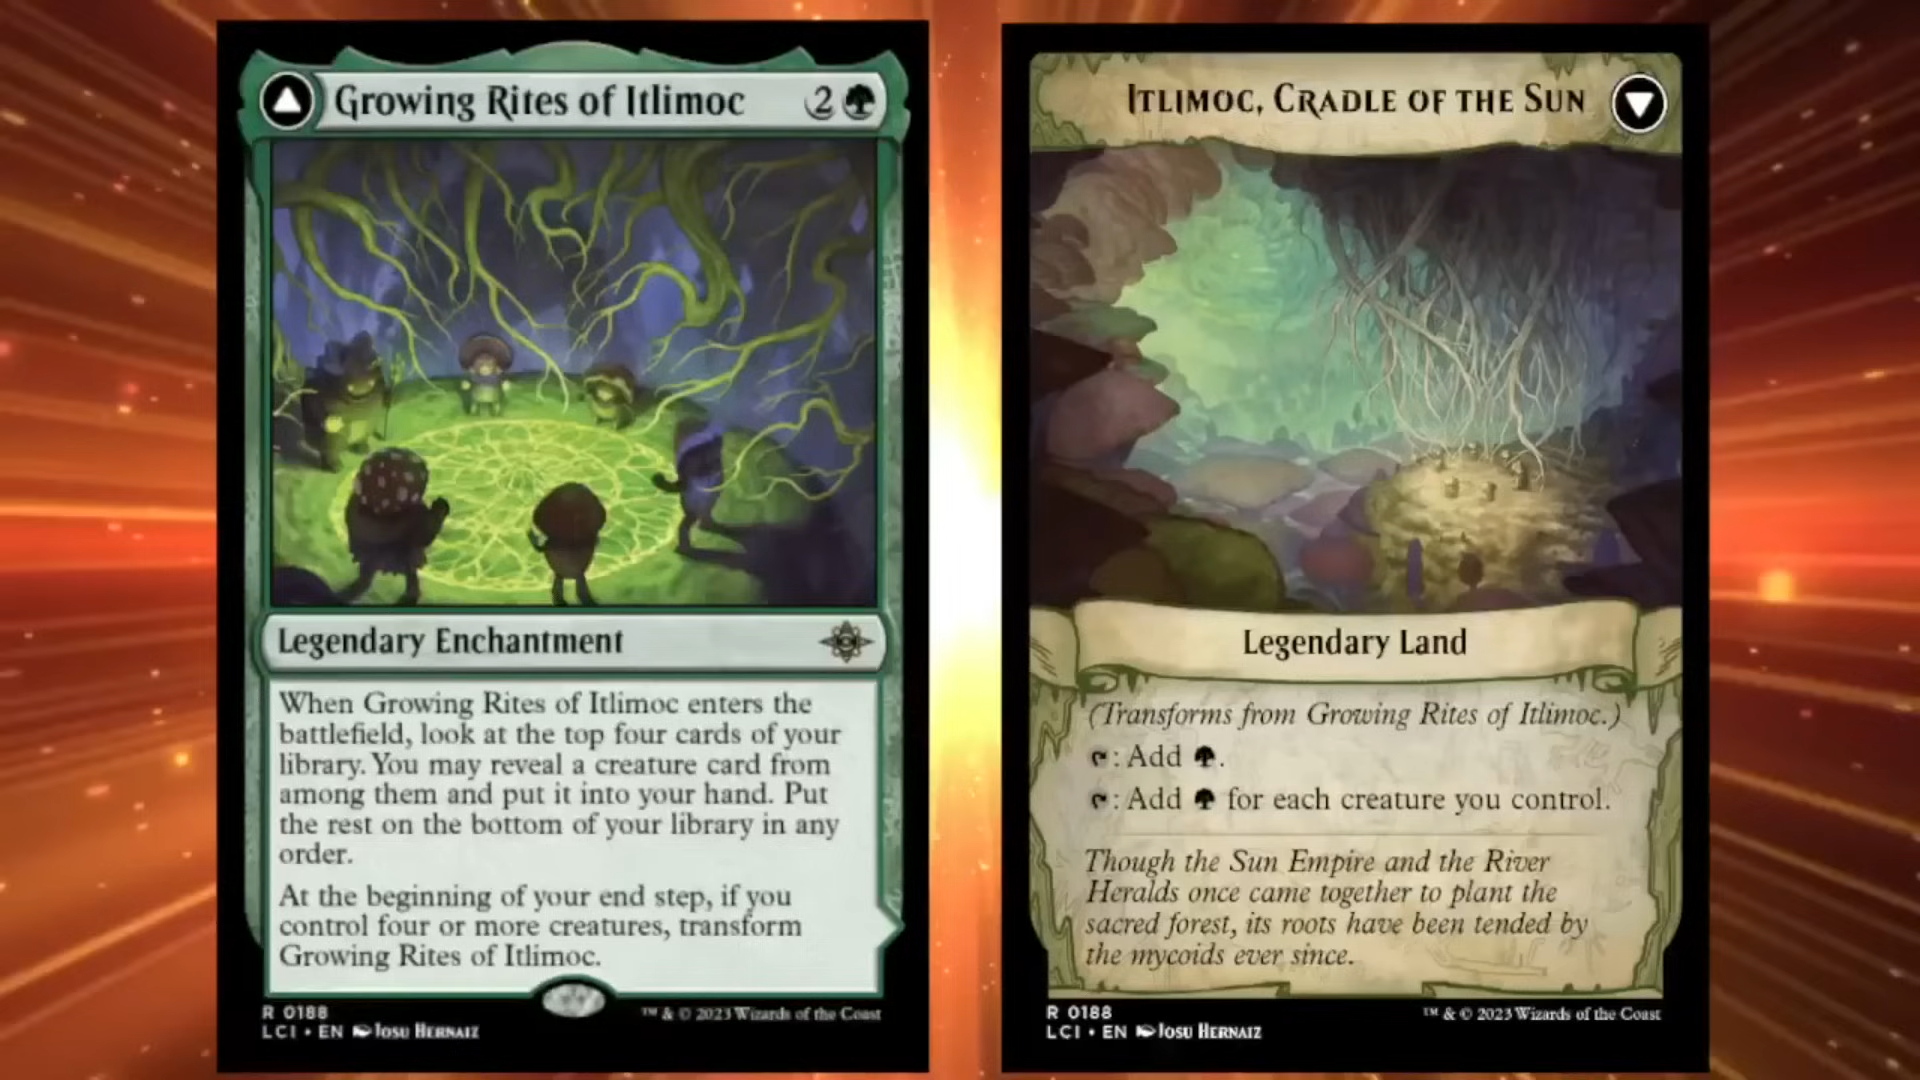 Growing Rites of Itlimoc 2
Legendary Enchantment
When Growing Rites of Itlimoc enters the
battlefield, look at the top four cards of your
library. You may reveal a creature card from
among them and put it into your hand. Put
the rest on the bottom of your library in any
order.
At the beginning of your end step, if you
control four or more creatures, transform
Growing Rites of Itlimoc.
R 0188
LCI • EN Josu Hernaiz
™ & © 2023 Wizards of the Coast
Itlimoc, Cradle of the Sun
Legendary Land
(Transforms from Growing Rites of Itlimoc.)
: Add .
: Add for each creature you control.
Though the Sun Empire and the River
Heralds once came together to plant the
sacred forest, its roots have been tended by
the mycoids ever since.
R 0188
LCI • EN Josu Hernaiz
™ & © 2023 Wizards of the Coast